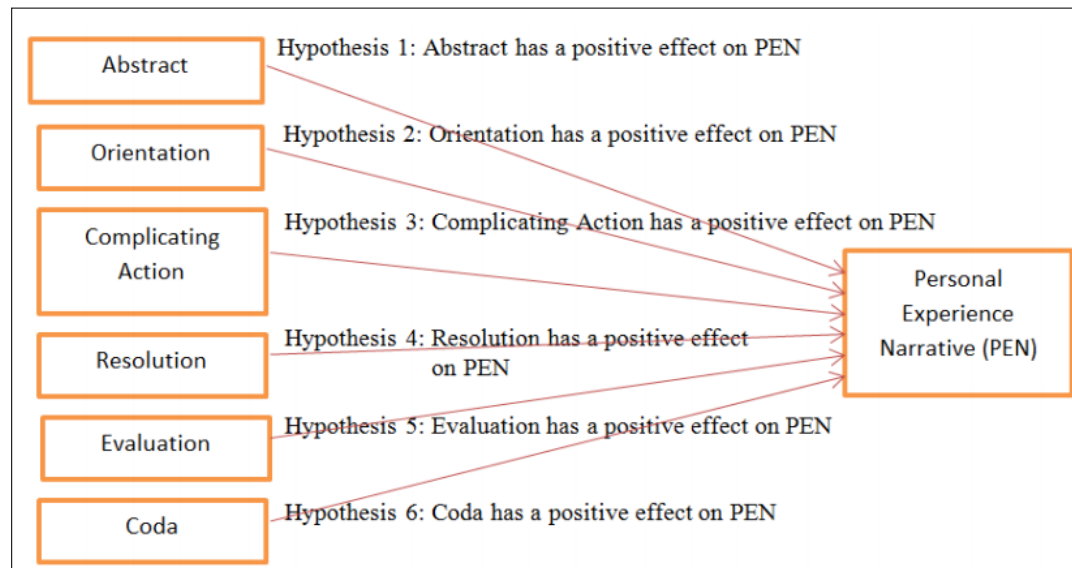 Hypothesis 1: Abstract has a positive effect on PEN
Abstract
Hypothesis 2: Orientation has a positive effect on PEN
Orientation
Hypothesis 3: Complicating Action has a positive effect on PEN
Complicating
Action
Personal
Experience
Narrative (PEN)
Hypothesis 4: Resolution has a positive effect
on PEN
Resolution
Hypothesis 5: Evaluation has a positive effect on PEN
Evaluation
Hypothesis 6: Coda has a positive effect on PEN
Coda